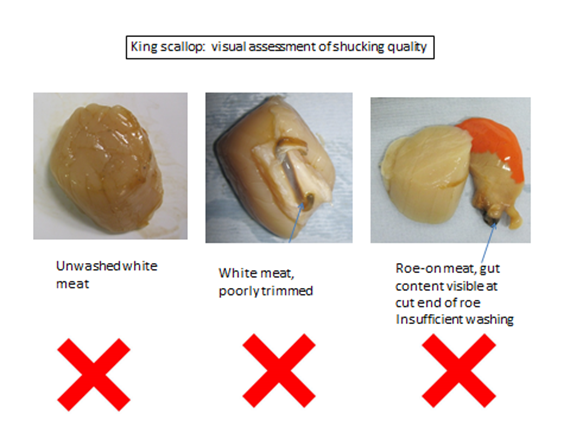 King scallop: visual assessment of shucking quality
Unwashed white
meat
White meat,
poorly trimmed
Roe-on meat, gut
content visible at
cut end of roe
Insufficient washing